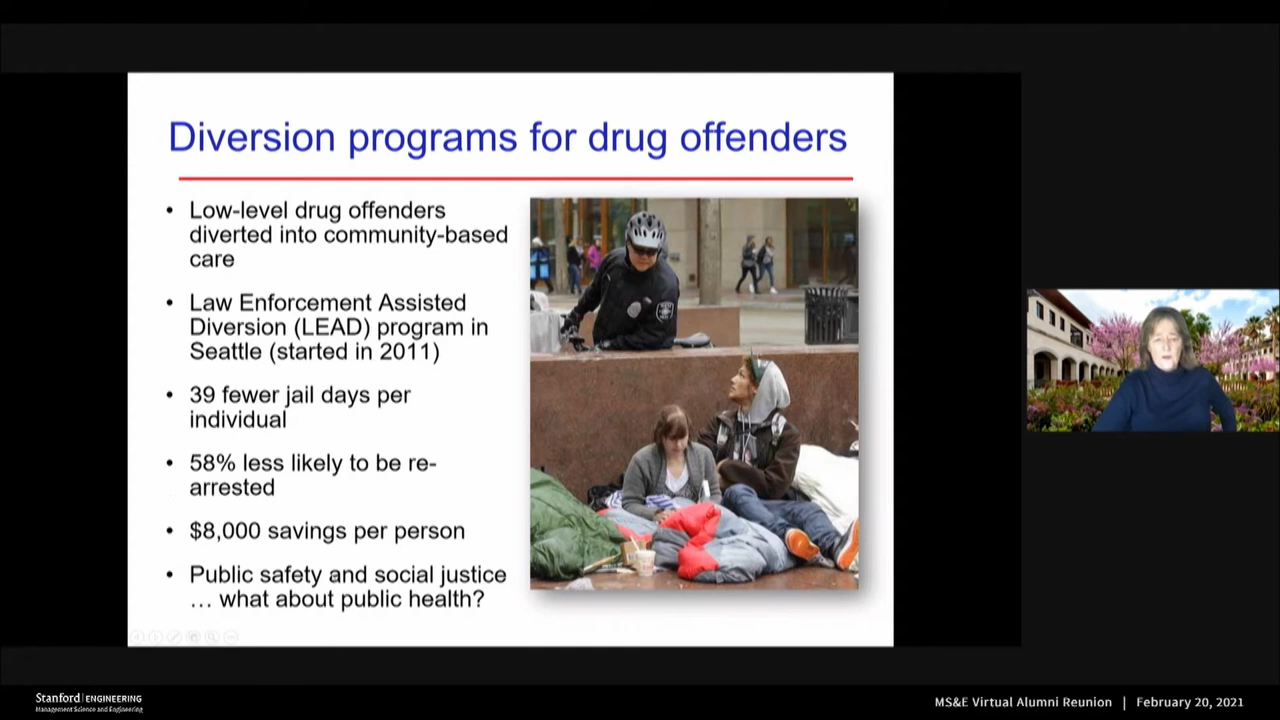 Diversion programs for drug offenders
• Low-level drug offenders
diverted into community-based
care
• Law Enforcement Assisted
Diversion (LEAD) program in
Seattle (started in 2011)
• 39 fewer jail days per
individual
• 58% less likely to be re-
arrested
• $8,000 savings per person
• Public safety and social justice
… what about public health?
Stanford | ENGINEERING
Management Science and Engineering
MS&E Virtual Alumni Reunion | February 20, 2021